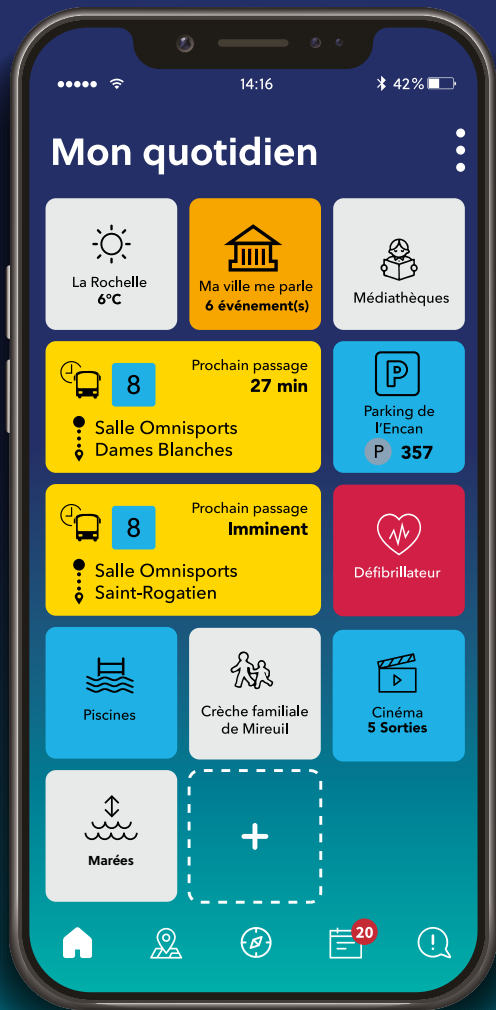 14:16
42%
Mon quotidien
La Rochelle
6°C
Ma ville me parle
6 événement(s)
Médiathèques
8
Prochain passage
27 min
Salle Omnisports
Dames Blanches
P
Parking de
l'Encan
P 357
8
Prochain passage
Imminent
Salle Omnisports
Saint-Rogatien
Défibrillateur
Piscines
Crèche familiale
de Mireuil
Cinéma
5 Sorties
Marées
+
20